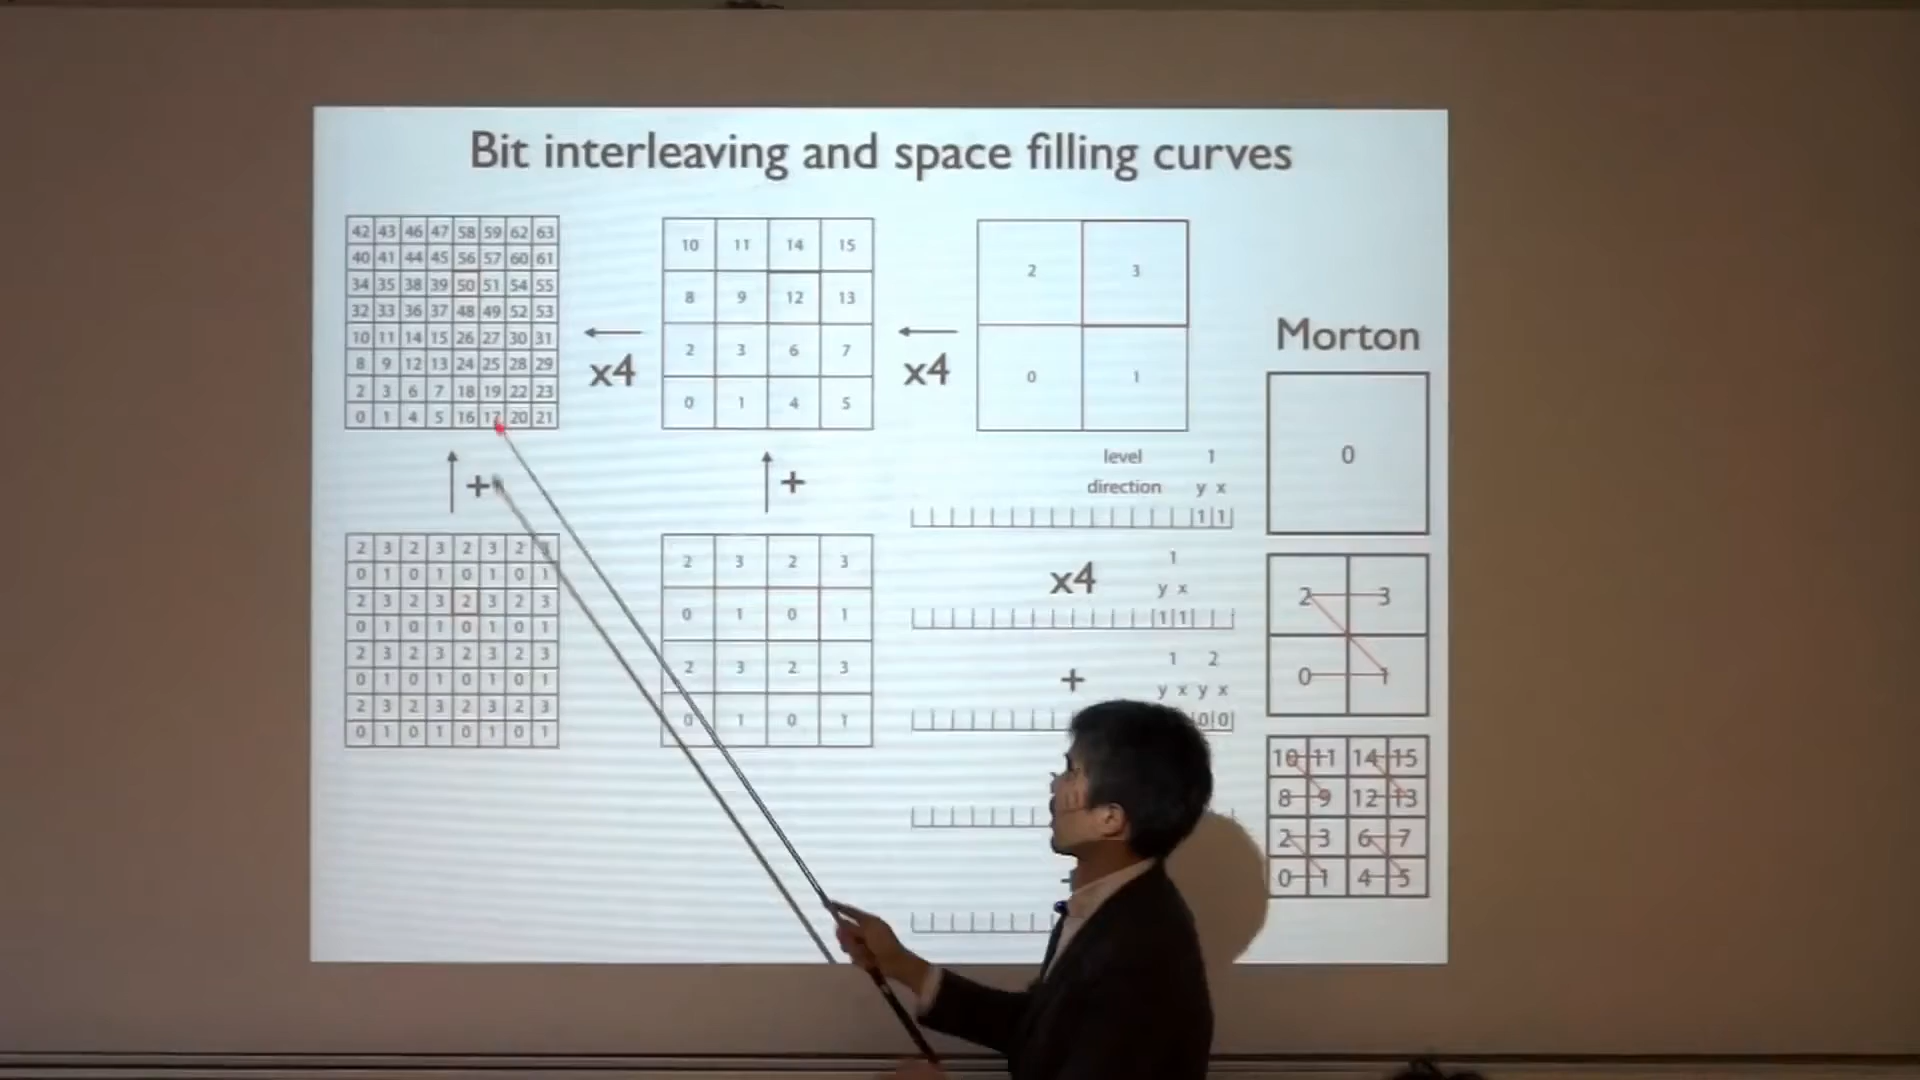 Bit interleaving and space filling curves
42 43 46 47 58 59 62 63
40 41 44 45 56 57 60 61
34 35 38 39 50 51 54 55
32 33 36 37 48 49 52 53
10 11 14 15 26 27 30 31
8 9 12 13 24 25 28 29
2 3 6 7 18 19 22 23
0 1 4 5 16 17 20 21
x4
10 11 14 15
8 9 12 13
2 3 6 7
0 1 4 5
x4
2 3
0 1
+
+
2 3 2 3 2 3 2 3
0 1 0 1 0 1 0 1
2 3 2 3 2 3 2 3
0 1 0 1 0 1 0 1
2 3 2 3 2 3 2 3
0 1 0 1 0 1 0 1
2 3 2 3 2 3 2 3
0 1 0 1 0 1 0 1
2 3 2 3
0 1 0 1
2 3 2 3
0 1 0 1
level 1
direction y x
1 1
x4
1
y x
1 1
+
1 2
y x y x
0 0
Morton
0
2 3
0 1
10 11 14 15
8 9 12 13
2 3 6 7
0 1 4 5